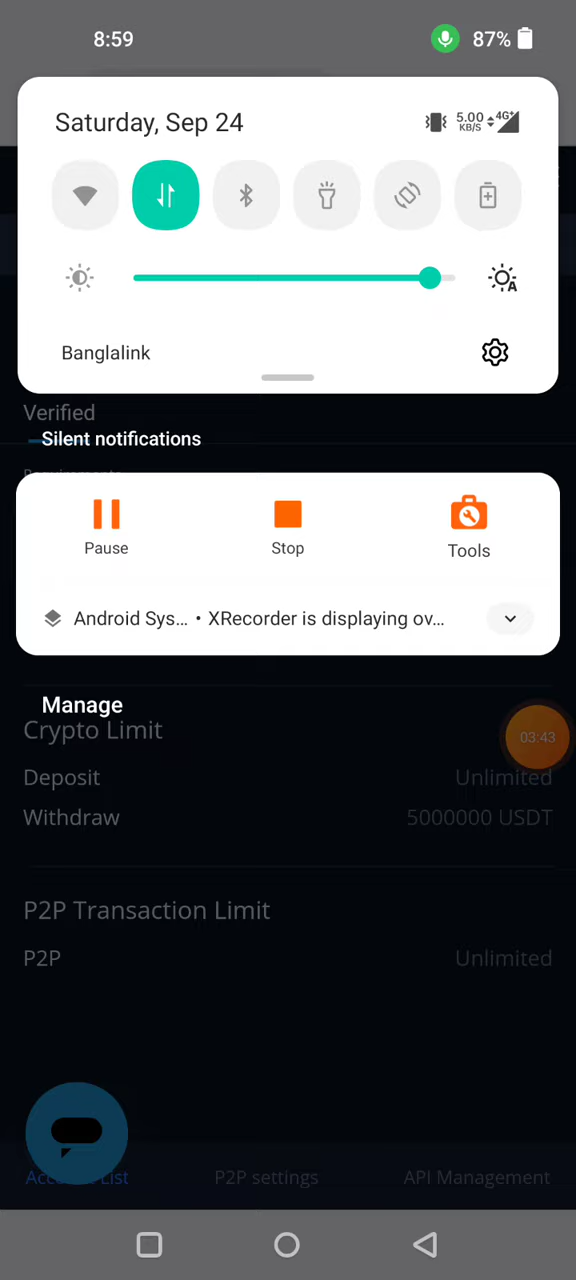 8:59
87%
Saturday, Sep 24
5.00 KB/S 4G+
A
Banglalink
Verified
Silent notifications
Pause
Stop
Tools
Android Sys... • XRecorder is displaying ov...
Manage
Crypto Limit
03:43
Deposit Unlimited
Withdraw 5000000 USDT
P2P Transaction Limit
P2P Unlimited
P2P settings API Management